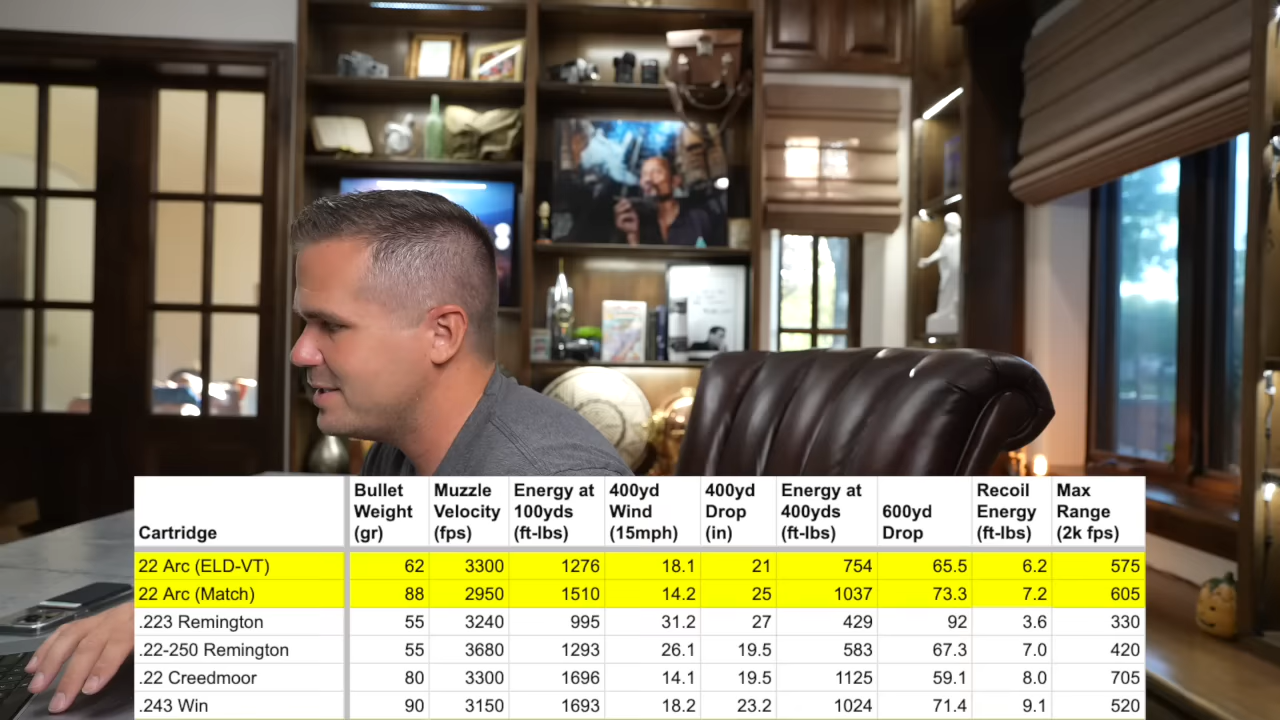 Cartridge Bullet Weight (gr) Muzzle Velocity (fps) Energy at 100yds (ft-lbs) 400yd Wind (15mph) 400yd Drop (in) Energy at 400yds (ft-lbs) 600yd Drop Recoil Energy (ft-lbs) Max Range (2k fps)
22 Arc (ELD-VT) 62 3300 1276 18.1 21 754 65.5 6.2 575
22 Arc (Match) 88 2950 1510 14.2 25 1037 73.3 7.2 605
.223 Remington 55 3240 995 31.2 27 429 92 3.6 330
.22-250 Remington 55 3680 1293 26.1 19.5 583 67.3 7.0 420
.22 Creedmoor 80 3300 1696 14.1 19.5 1125 59.1 8.0 705
.243 Win 90 3150 1693 18.2 23.2 1024 71.4 9.1 520